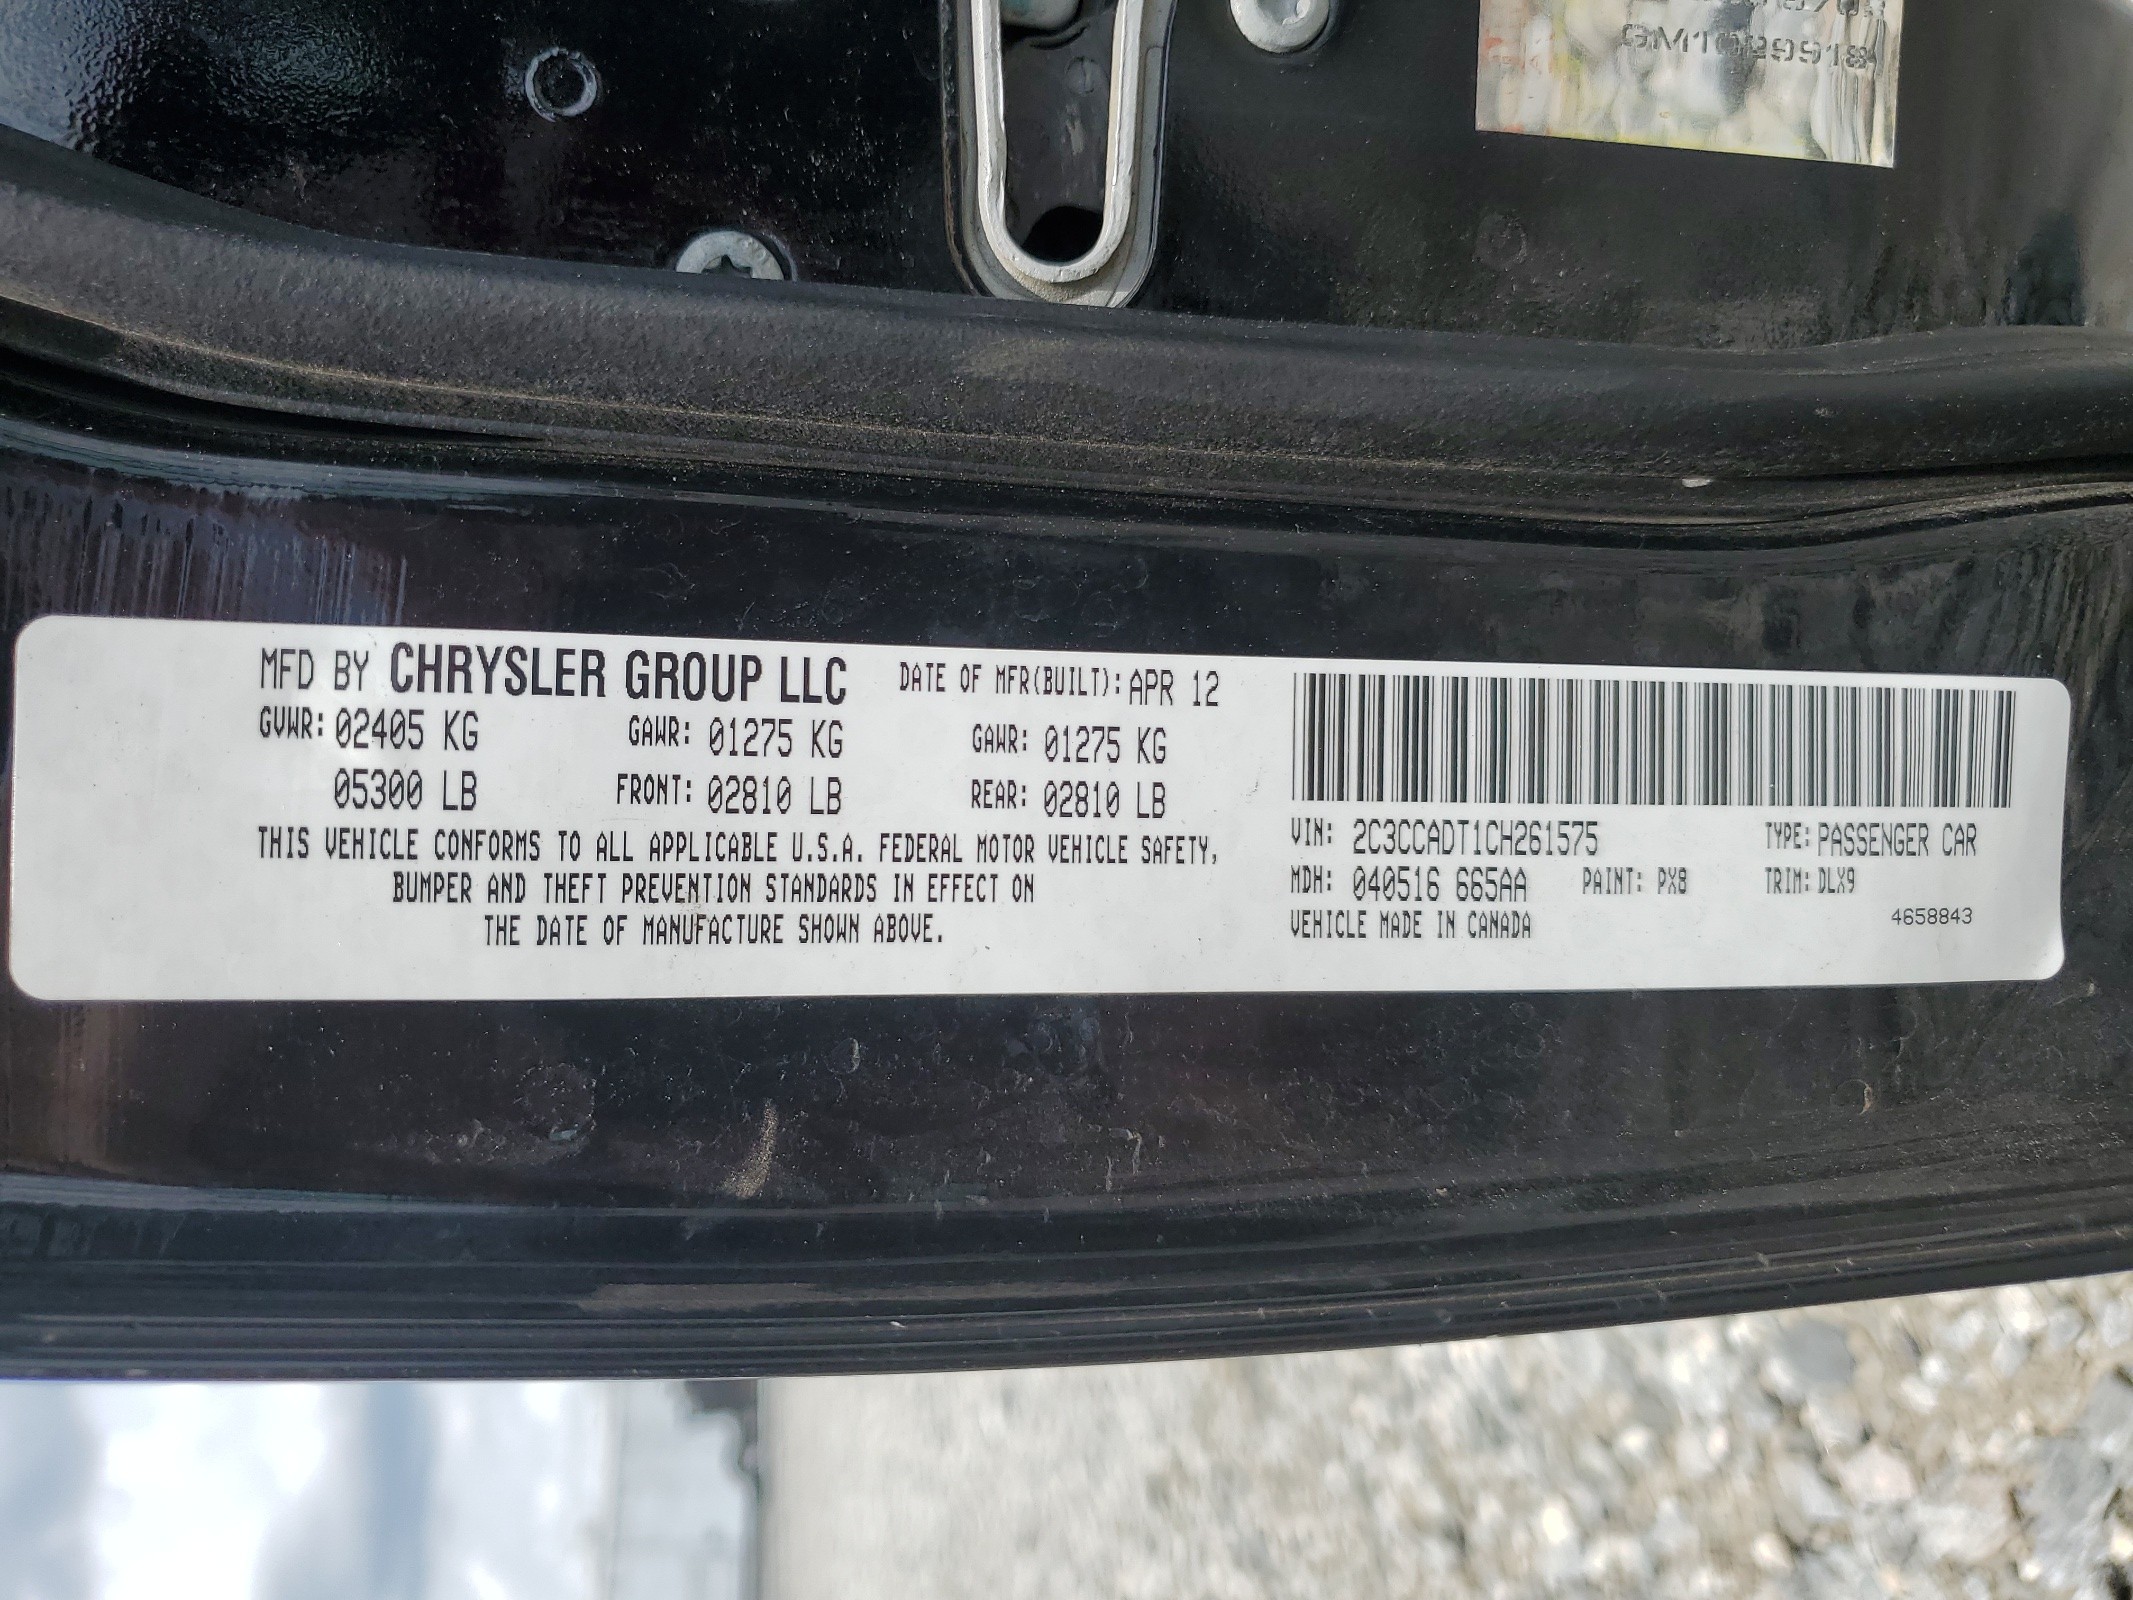 MFD BY CHRYSLER GROUP LLC DATE OF MFR(BUILT): APR 12
GVWR: 02405 KG GAWR: 01275 KG GAWR: 01275 KG
05300 LB FRONT: 02810 LB REAR: 02810 LB
THIS VEHICLE CONFORMS TO ALL APPLICABLE U.S.A. FEDERAL MOTOR VEHICLE SAFETY,
BUMPER AND THEFT PREVENTION STANDARDS IN EFFECT ON
THE DATE OF MANUFACTURE SHOWN ABOVE.
VIN: 2C3CCADT1CH261575 TYPE: PASSENGER CAR
MDH: 040516 665AA PAINT: PX8 TRIM: DLX9
VEHICLE MADE IN CANADA
4658843